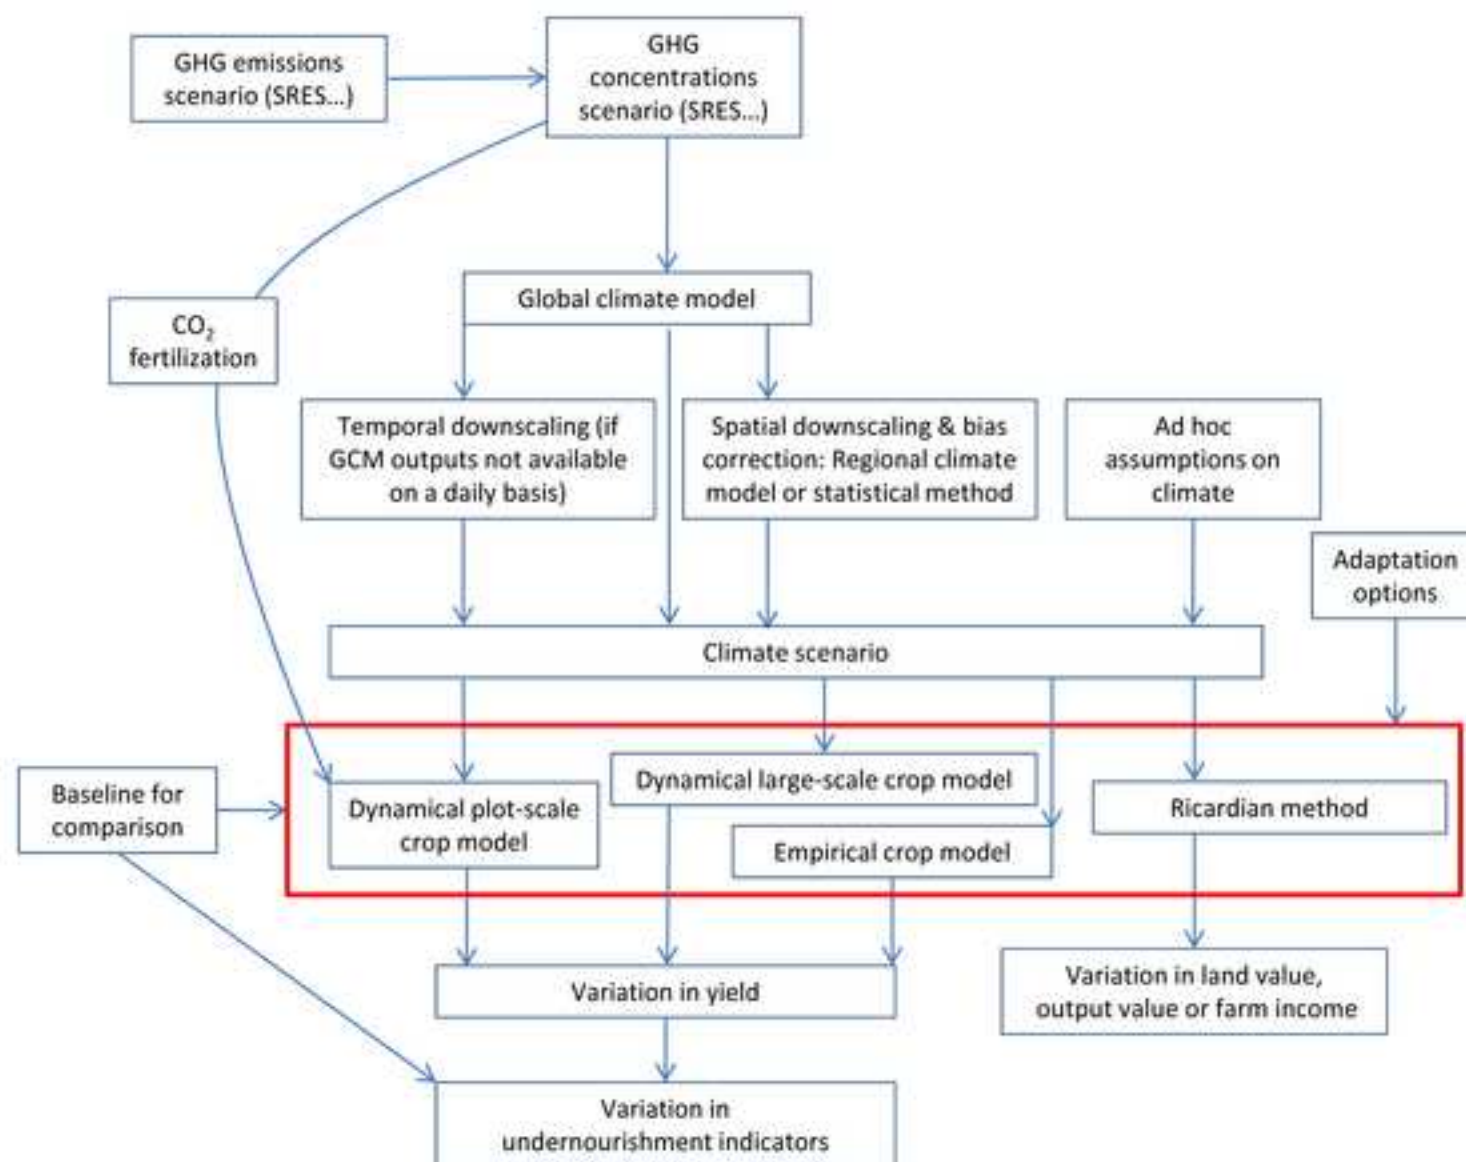 GHG emissions
scenario (SRES...)
GHG
concentrations
scenario (SRES...)
Global climate model
CO₂
fertilization
Temporal downscaling (if
GCM outputs not available
on a daily basis)
Spatial downscaling & bias
correction: Regional climate
model or statistical method
Ad hoc
assumptions on
climate
Adaptation
options
Climate scenario
Baseline for
comparison
Dynamical plot-scale
crop model
Dynamical large-scale crop model
Empirical crop model
Ricardian method
Variation in yield
Variation in land value,
output value or farm income
Variation in
undernourishment indicators